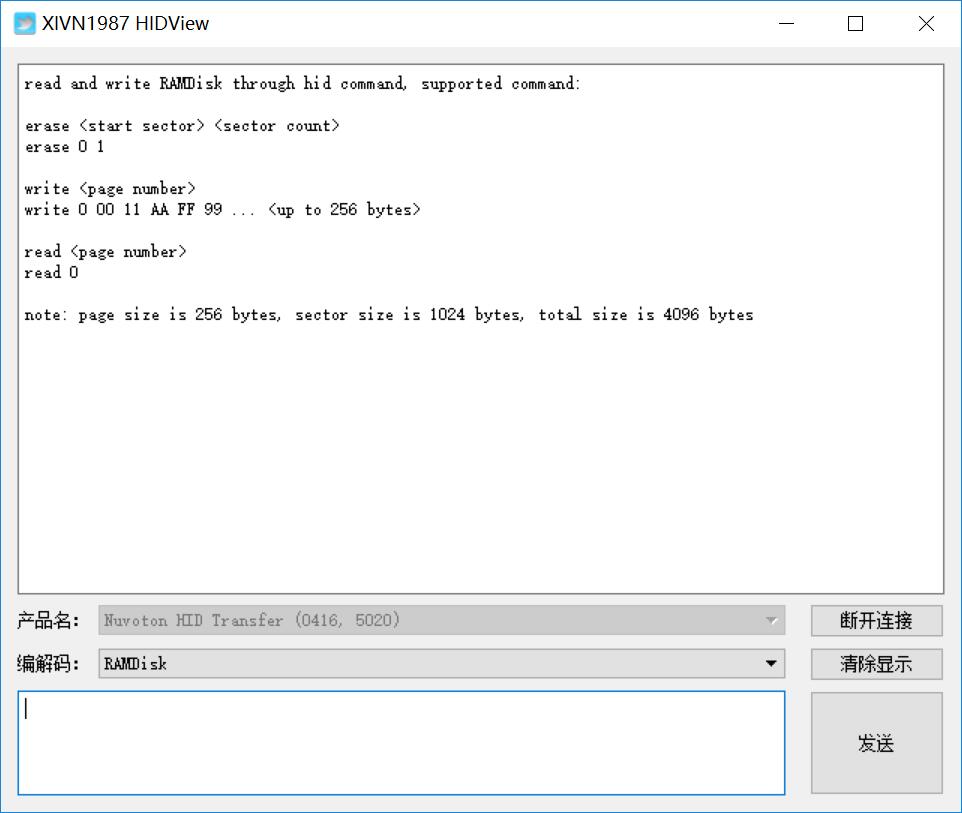 XIVN1987 HIDView
read and write RAMDisk through hid command, supported command:
erase <start sector> <sector count>
erase 0 1
write <page number>
write 0 00 11 AA FF 99 ... <up to 256 bytes>
read <page number>
read 0
note: page size is 256 bytes, sector size is 1024 bytes, total size is 4096 bytes
产品名: Nuvoton HID Transfer (0416, 5020) 断开连接
编解码: RAMDisk 清除显示
发送